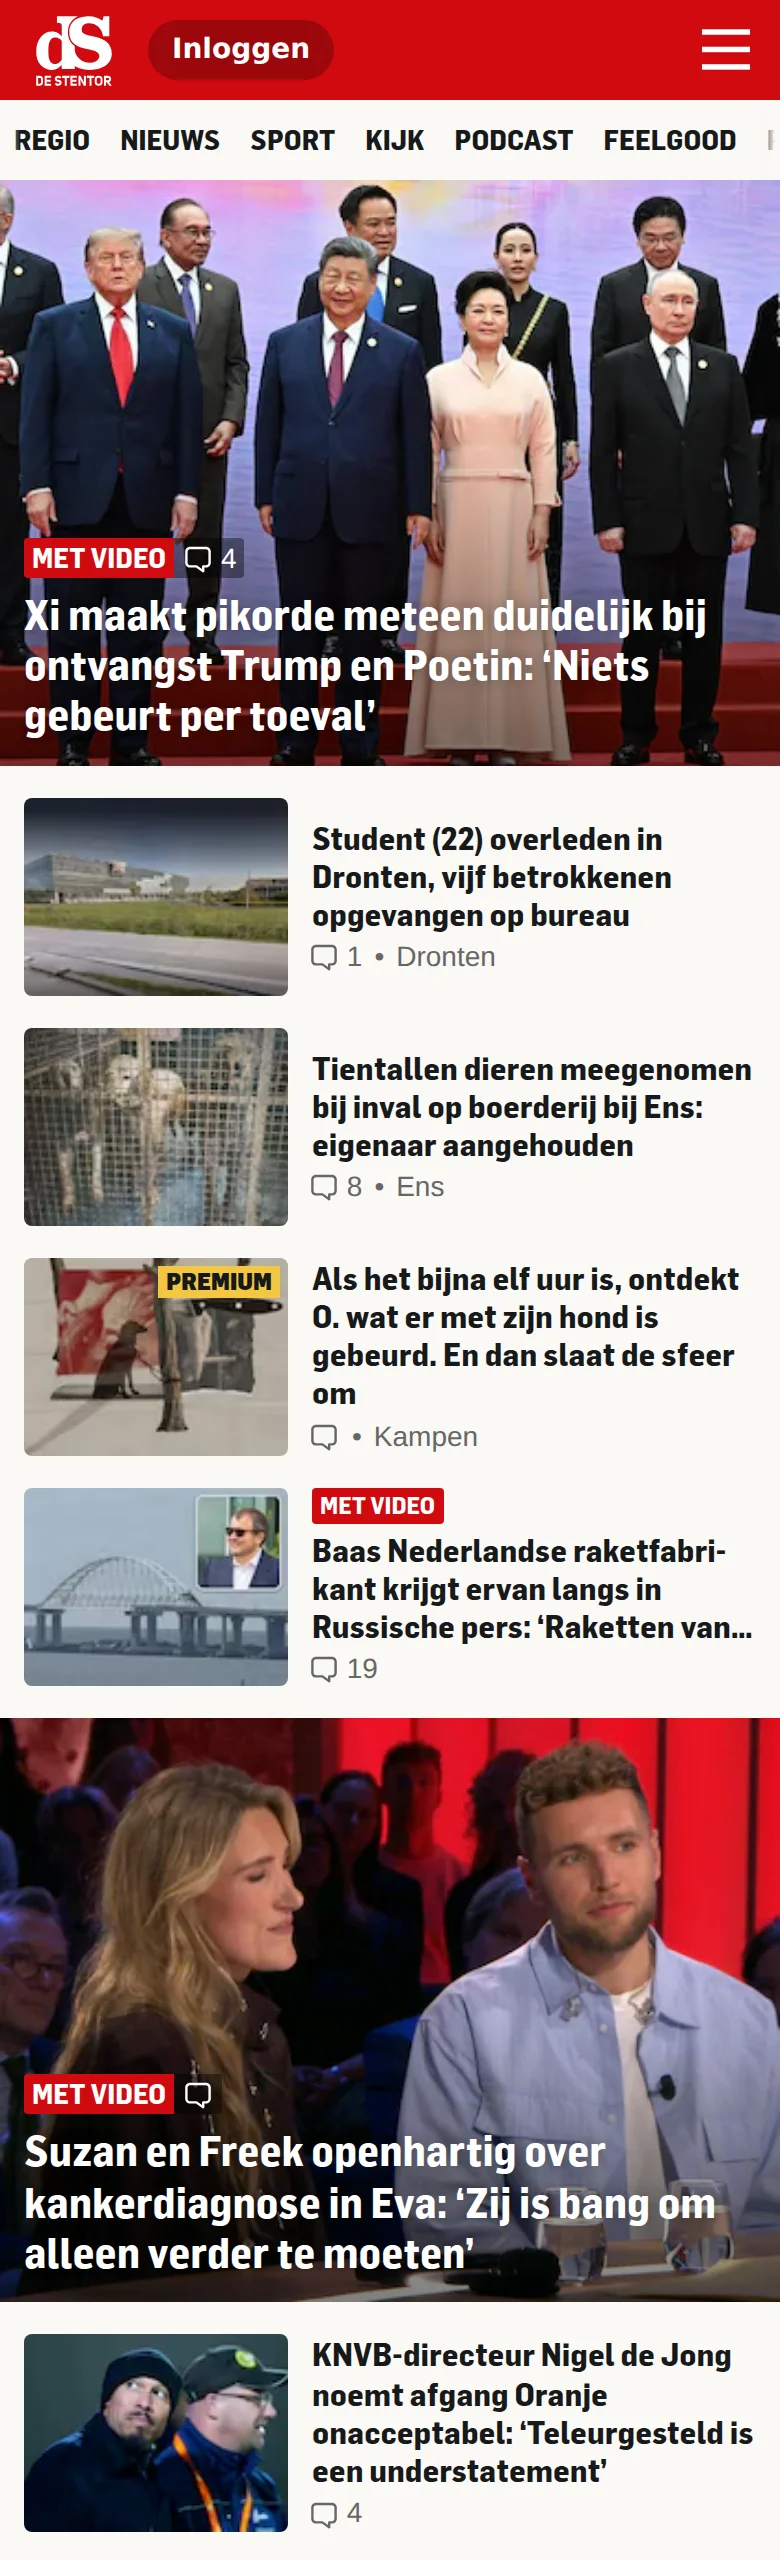 dS
DE STENTOR
Inloggen
REGIO NIEUWS SPORT KIJK PODCAST FEELGOOD
MET VIDEO 4
Xi maakt pikorde meteen duidelijk bij
ontvangst Trump en Poetin: ‘Niets
gebeurt per toeval’
Student (22) overleden in
Dronten, vijf betrokkenen
opgevangen op bureau
1 • Dronten
Tientallen dieren meegenomen
bij inval op boerderij bij Ens:
eigenaar aangehouden
8 • Ens
PREMIUM
Als het bijna elf uur is, ontdekt
O. wat er met zijn hond is
gebeurd. En dan slaat de sfeer
om
• Kampen
MET VIDEO
Baas Nederlandse raketfabri-
kant krijgt ervan langs in
Russische pers: ‘Raketten van...
19
MET VIDEO
Suzan en Freek openhartig over
kankerdiagnose in Eva: ‘Zij is bang om
alleen verder te moeten’
KNVB-directeur Nigel de Jong
noemt afgang Oranje
onacceptabel: ‘Teleurgesteld is
een understatement’
4